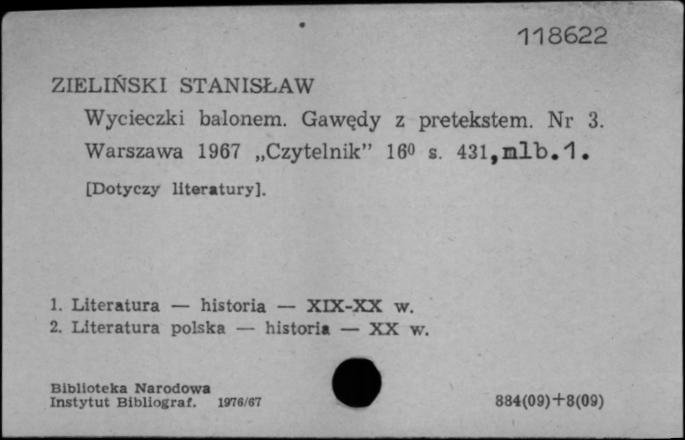 118622
ZIELIŃSKI STANISŁAW
Wycieczki balonem. Gawędy z pretekstem. Nr 3.
Warszawa 1967 „Czytelnik” 16⁰ s. 431,nlb.1.
[Dotyczy literatury].
1. Literatura — historia — XIX-XX w.
2. Literatura polska — historia — XX w.
Biblioteka Narodowa
Instytut Bibliograf. 1976/67
884(09)+8(09)